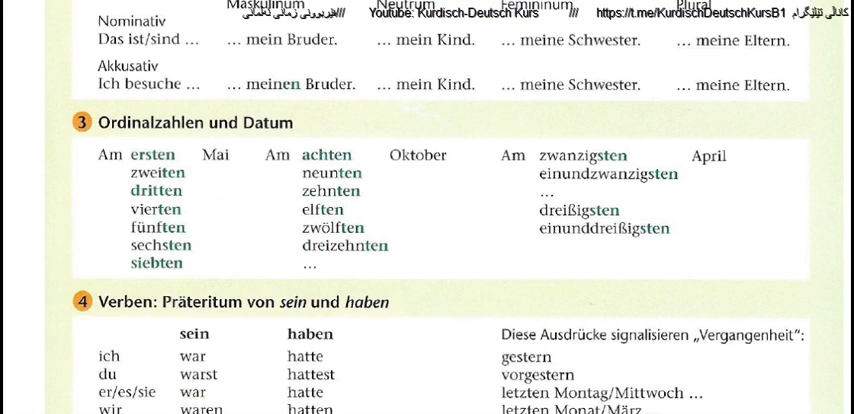 Maskulinum Neutrum Femininum Plural
فێربوونی زمانی ئەڵمانی /// Youtube: Kurdisch-Deutsch Kurs /// https://t.me/KurdischDeutschKursB1 کاناڵی تێلێگرام
Nominativ
Das ist/sind … … mein Bruder. … mein Kind. … meine Schwester. … meine Eltern.
Akkusativ
Ich besuche … … meinen Bruder. … mein Kind. … meine Schwester. … meine Eltern.
3 Ordinalzahlen und Datum
Am ersten Mai Am achten Oktober Am zwanzigsten April
zweiten neunten einundzwanzigsten
dritten zehnten …
vierten elften dreißigsten
fünften zwölften einunddreißigsten
sechsten dreizehnten
siebten …
4 Verben: Präteritum von sein und haben
sein haben Diese Ausdrücke signalisieren „Vergangenheit":
ich war hatte gestern
du warst hattest vorgestern
er/es/sie war hatte letzten Montag/Mittwoch …
wir waren hatten letzten Monat/März